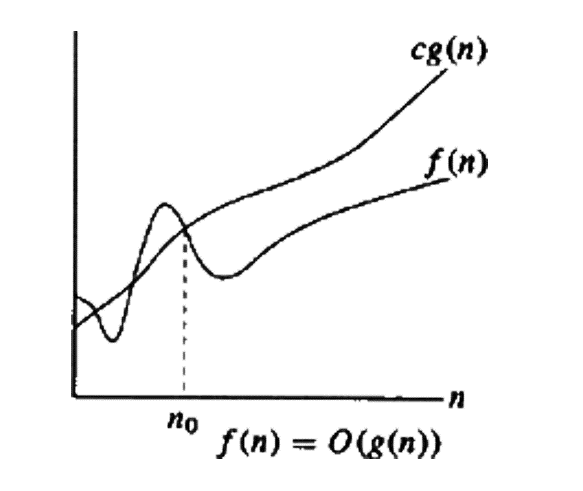 cg(n)
f(n)
n
n₀
f(n) = O(g(n))